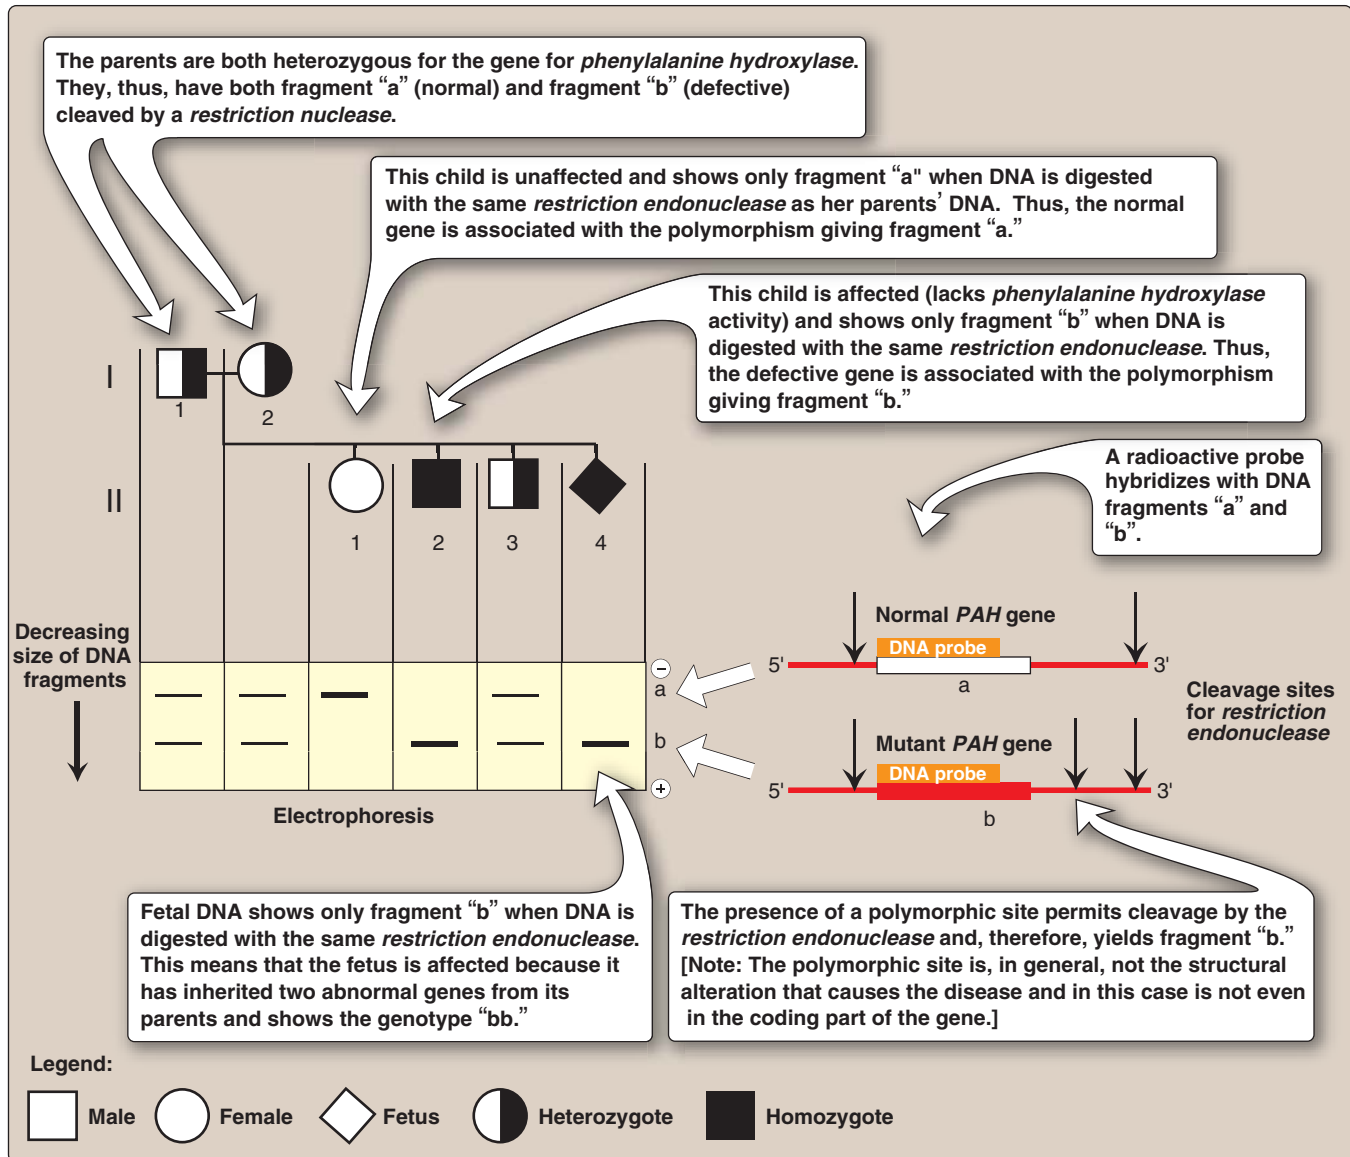 The parents are both heterozygous for the gene for phenylalanine hydroxylase.
They, thus, have both fragment “a” (normal) and fragment “b” (defective)
cleaved by a restriction nuclease.
This child is unaffected and shows only fragment “a" when DNA is digested
with the same restriction endonuclease as her parents’ DNA. Thus, the normal
gene is associated with the polymorphism giving fragment “a.”
This child is affected (lacks phenylalanine hydroxylase
activity) and shows only fragment “b” when DNA is
digested with the same restriction endonuclease. Thus,
the defective gene is associated with the polymorphism
giving fragment “b.”
I
1
2
A radioactive probe
hybridizes with DNA
fragments “a” and
“b”.
II
1
2
3
4
Decreasing
size of DNA
fragments
−
a
b
+
Electrophoresis
Normal PAH gene
DNA probe
5'
3'
a
Mutant PAH gene
DNA probe
5'
3'
b
Cleavage sites
for restriction
endonuclease
Fetal DNA shows only fragment “b” when DNA is
digested with the same restriction endonuclease.
This means that the fetus is affected because it
has inherited two abnormal genes from its
parents and shows the genotype “bb.”
The presence of a polymorphic site permits cleavage by the
restriction endonuclease and, therefore, yields fragment “b.”
[Note: The polymorphic site is, in general, not the structural
alteration that causes the disease and in this case is not even
in the coding part of the gene.]
Legend:
Male
Female
Fetus
Heterozygote
Homozygote